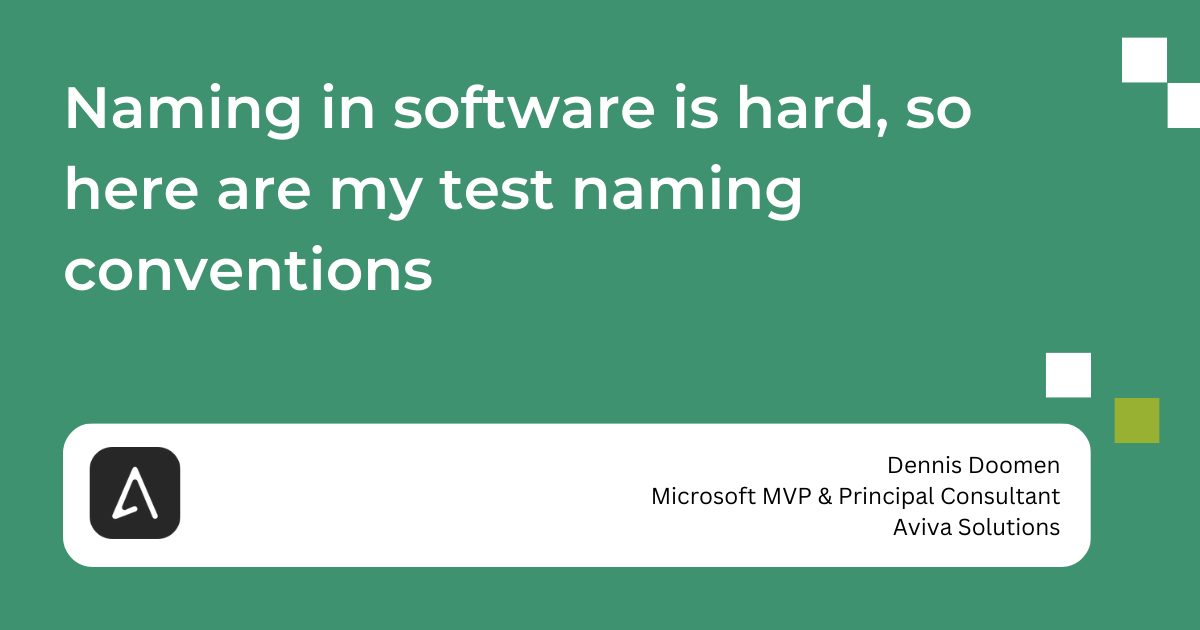 Naming in software is hard, so
here are my test naming
conventions
Dennis Doomen
Microsoft MVP & Principal Consultant
Aviva Solutions